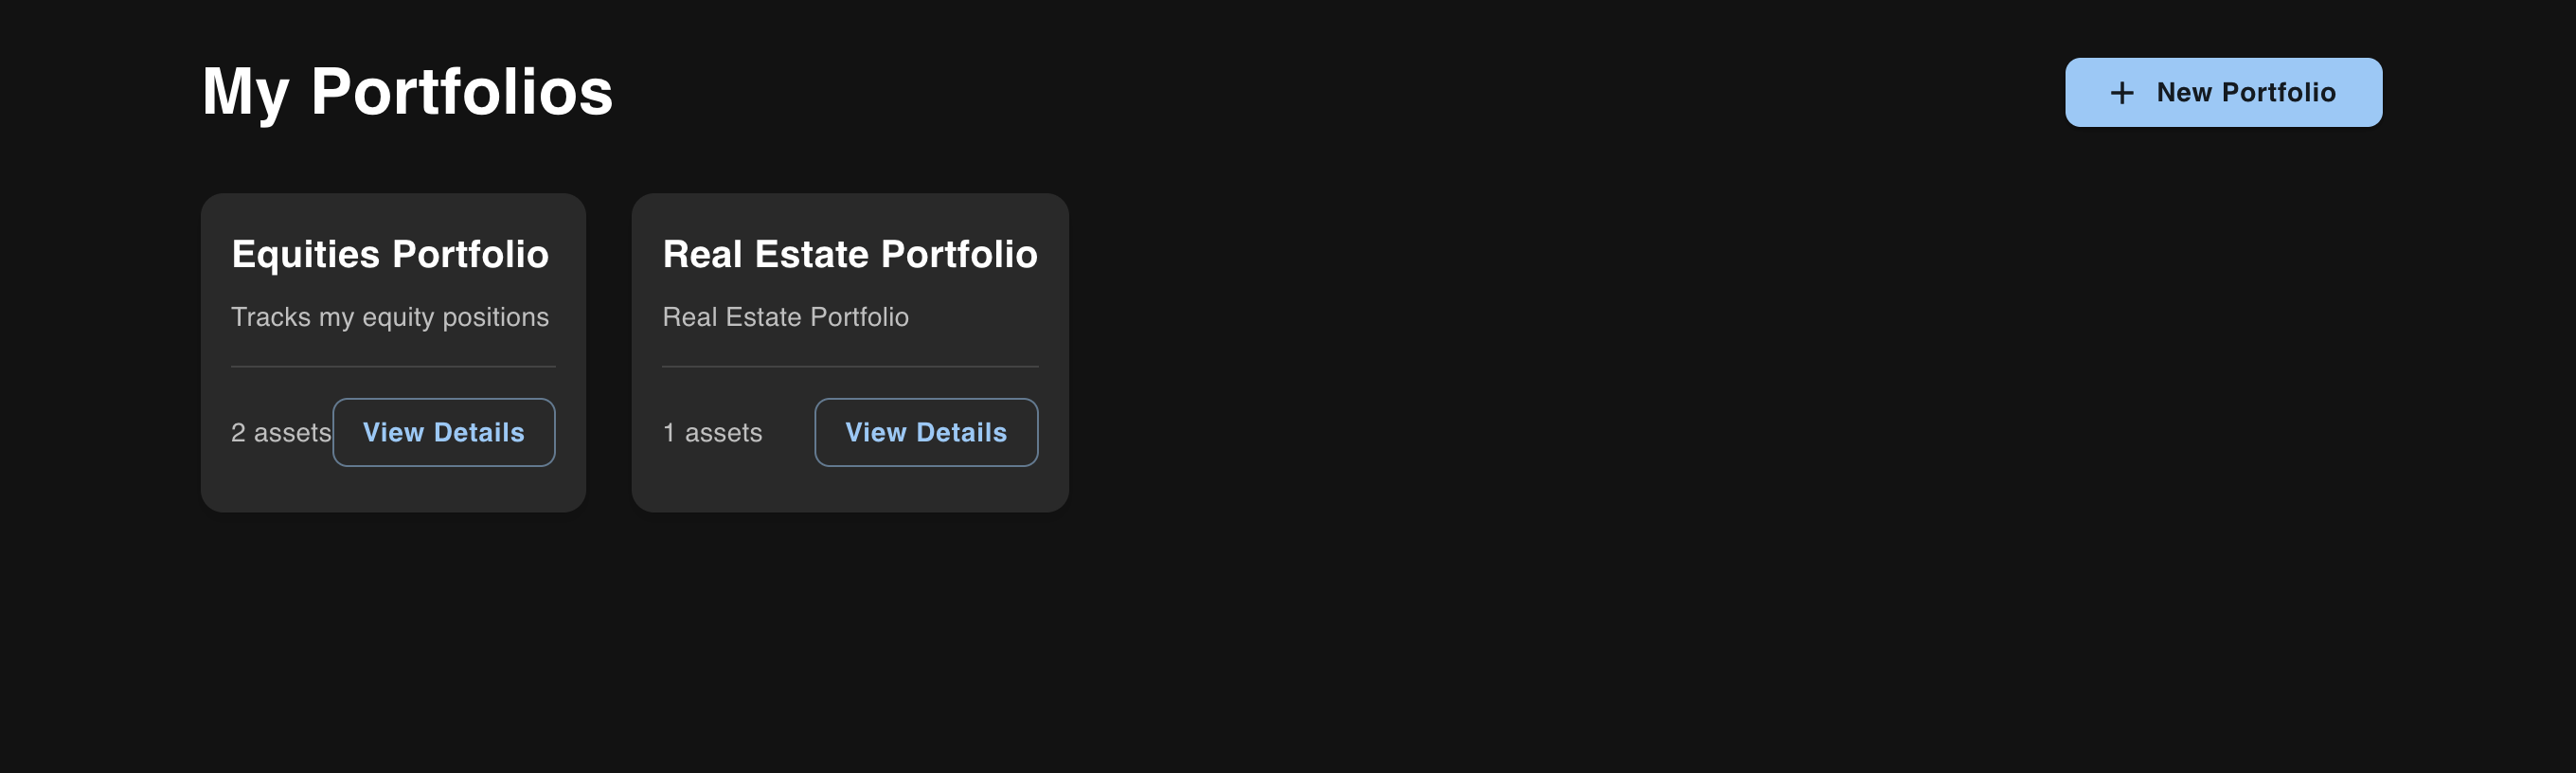 My Portfolios
+ New Portfolio
Equities Portfolio
Tracks my equity positions
2 assets
View Details
Real Estate Portfolio
Real Estate Portfolio
1 assets
View Details